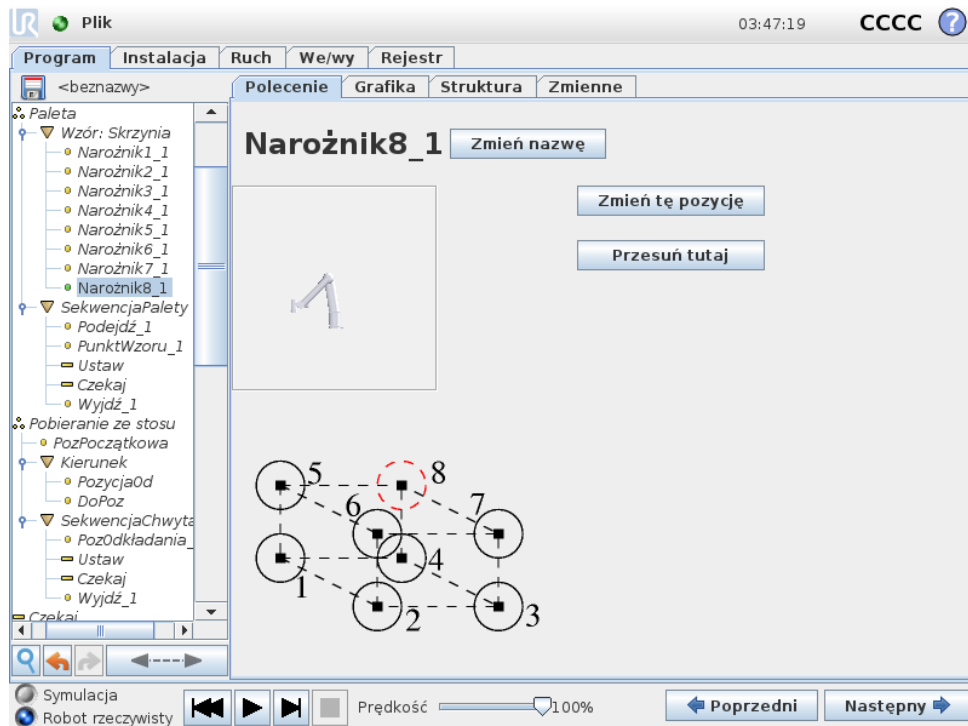 UR Plik 03:47:19 CCCC ?
Program Instalacja Ruch We/wy Rejestr
<beznazwy>
Polecenie Grafika Struktura Zmienne
Paleta
Wzór: Skrzynia
Narożnik1_1
Narożnik2_1
Narożnik3_1
Narożnik4_1
Narożnik5_1
Narożnik6_1
Narożnik7_1
Narożnik8_1
SekwencjaPalety
Podejdź_1
PunktWzoru_1
Ustaw
Czekaj
Wyjdź_1
Pobieranie ze stosu
PozPoczątkowa
Kierunek
PozycjaOd
DoPoz
SekwencjaChwyta
PozOdkładania_
Ustaw
Czekaj
Wyjdź_1
Czekaj
Narożnik8_1 Zmień nazwę
Zmień tę pozycję
Przesuń tutaj
5 8
6 7
1 4
2 3
Symulacja
Robot rzeczywisty
Prędkość 100%
Poprzedni Następny